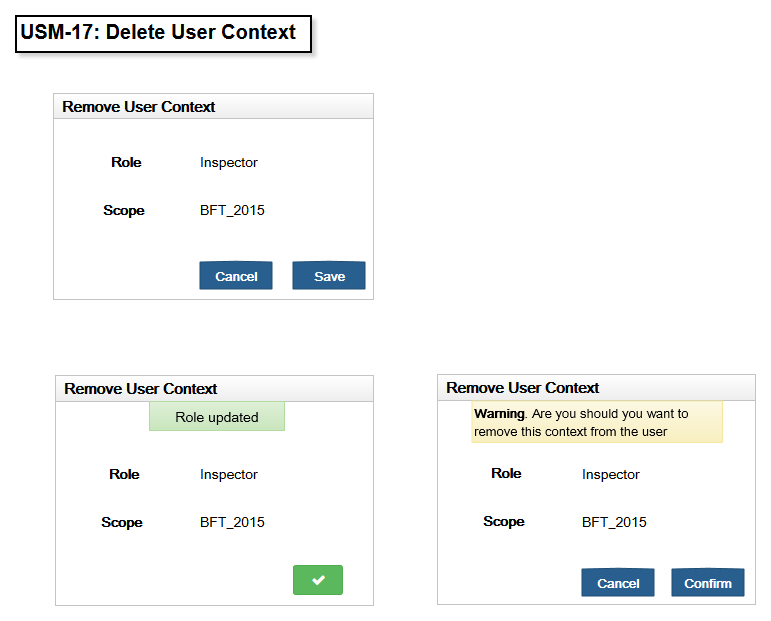 USM-17: Delete User Context
Remove User Context
Role Inspector
Scope BFT_2015
Cancel Save
Remove User Context
Role updated
Role Inspector
Scope BFT_2015
Remove User Context
Warning. Are you should you want to
remove this context from the user
Role Inspector
Scope BFT_2015
Cancel Confirm